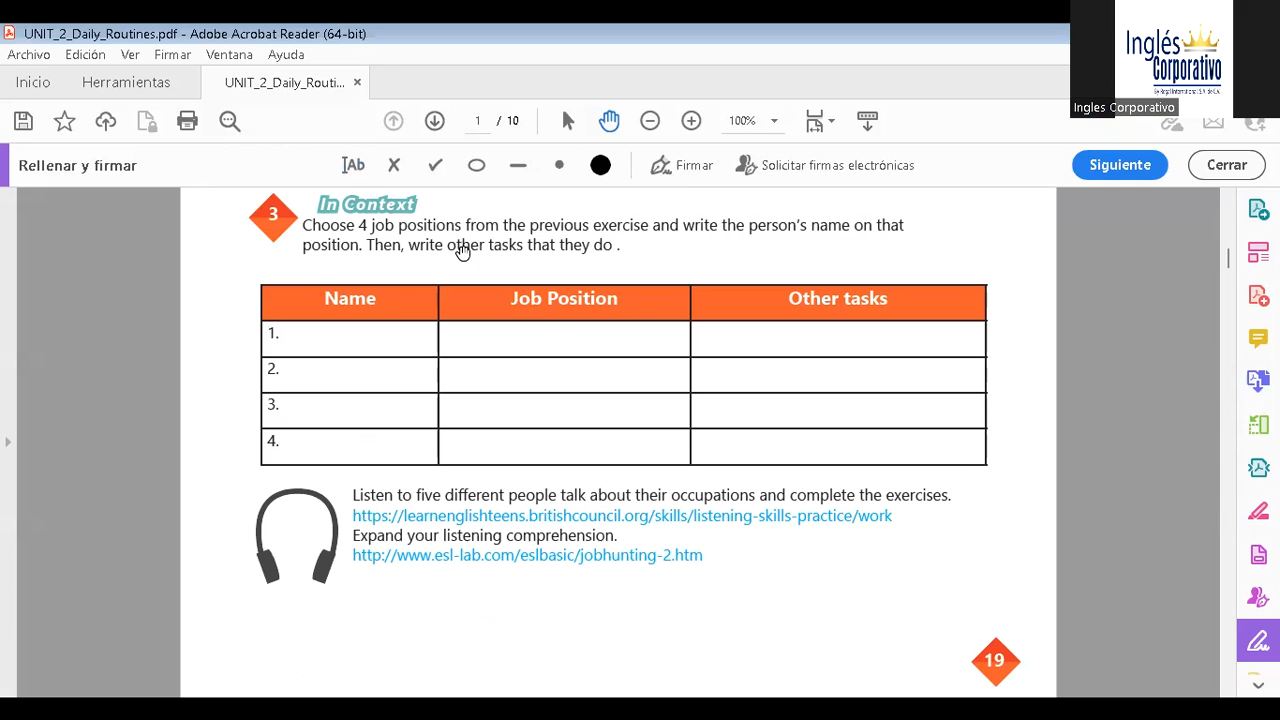 UNIT_2_Daily_Routines.pdf - Adobe Acrobat Reader (64-bit)
Archivo Edición Ver Firmar Ventana Ayuda
Inicio Herramientas UNIT_2_Daily_Routi... ×
1 / 10 100%
Rellenar y firmar IAb Firmar Solicitar firmas electrónicas Siguiente Cerrar
Inglés
Corporativo
By Regal International, S.A. de C.V.
Ingles Corporativo
3 In Context
Choose 4 job positions from the previous exercise and write the person's name on that
position. Then, write other tasks that they do .
Name Job Position Other tasks
1.
2.
3.
4.
Listen to five different people talk about their occupations and complete the exercises.
https://learnenglishteens.britishcouncil.org/skills/listening-skills-practice/work
Expand your listening comprehension.
http://www.esl-lab.com/eslbasic/jobhunting-2.htm
19